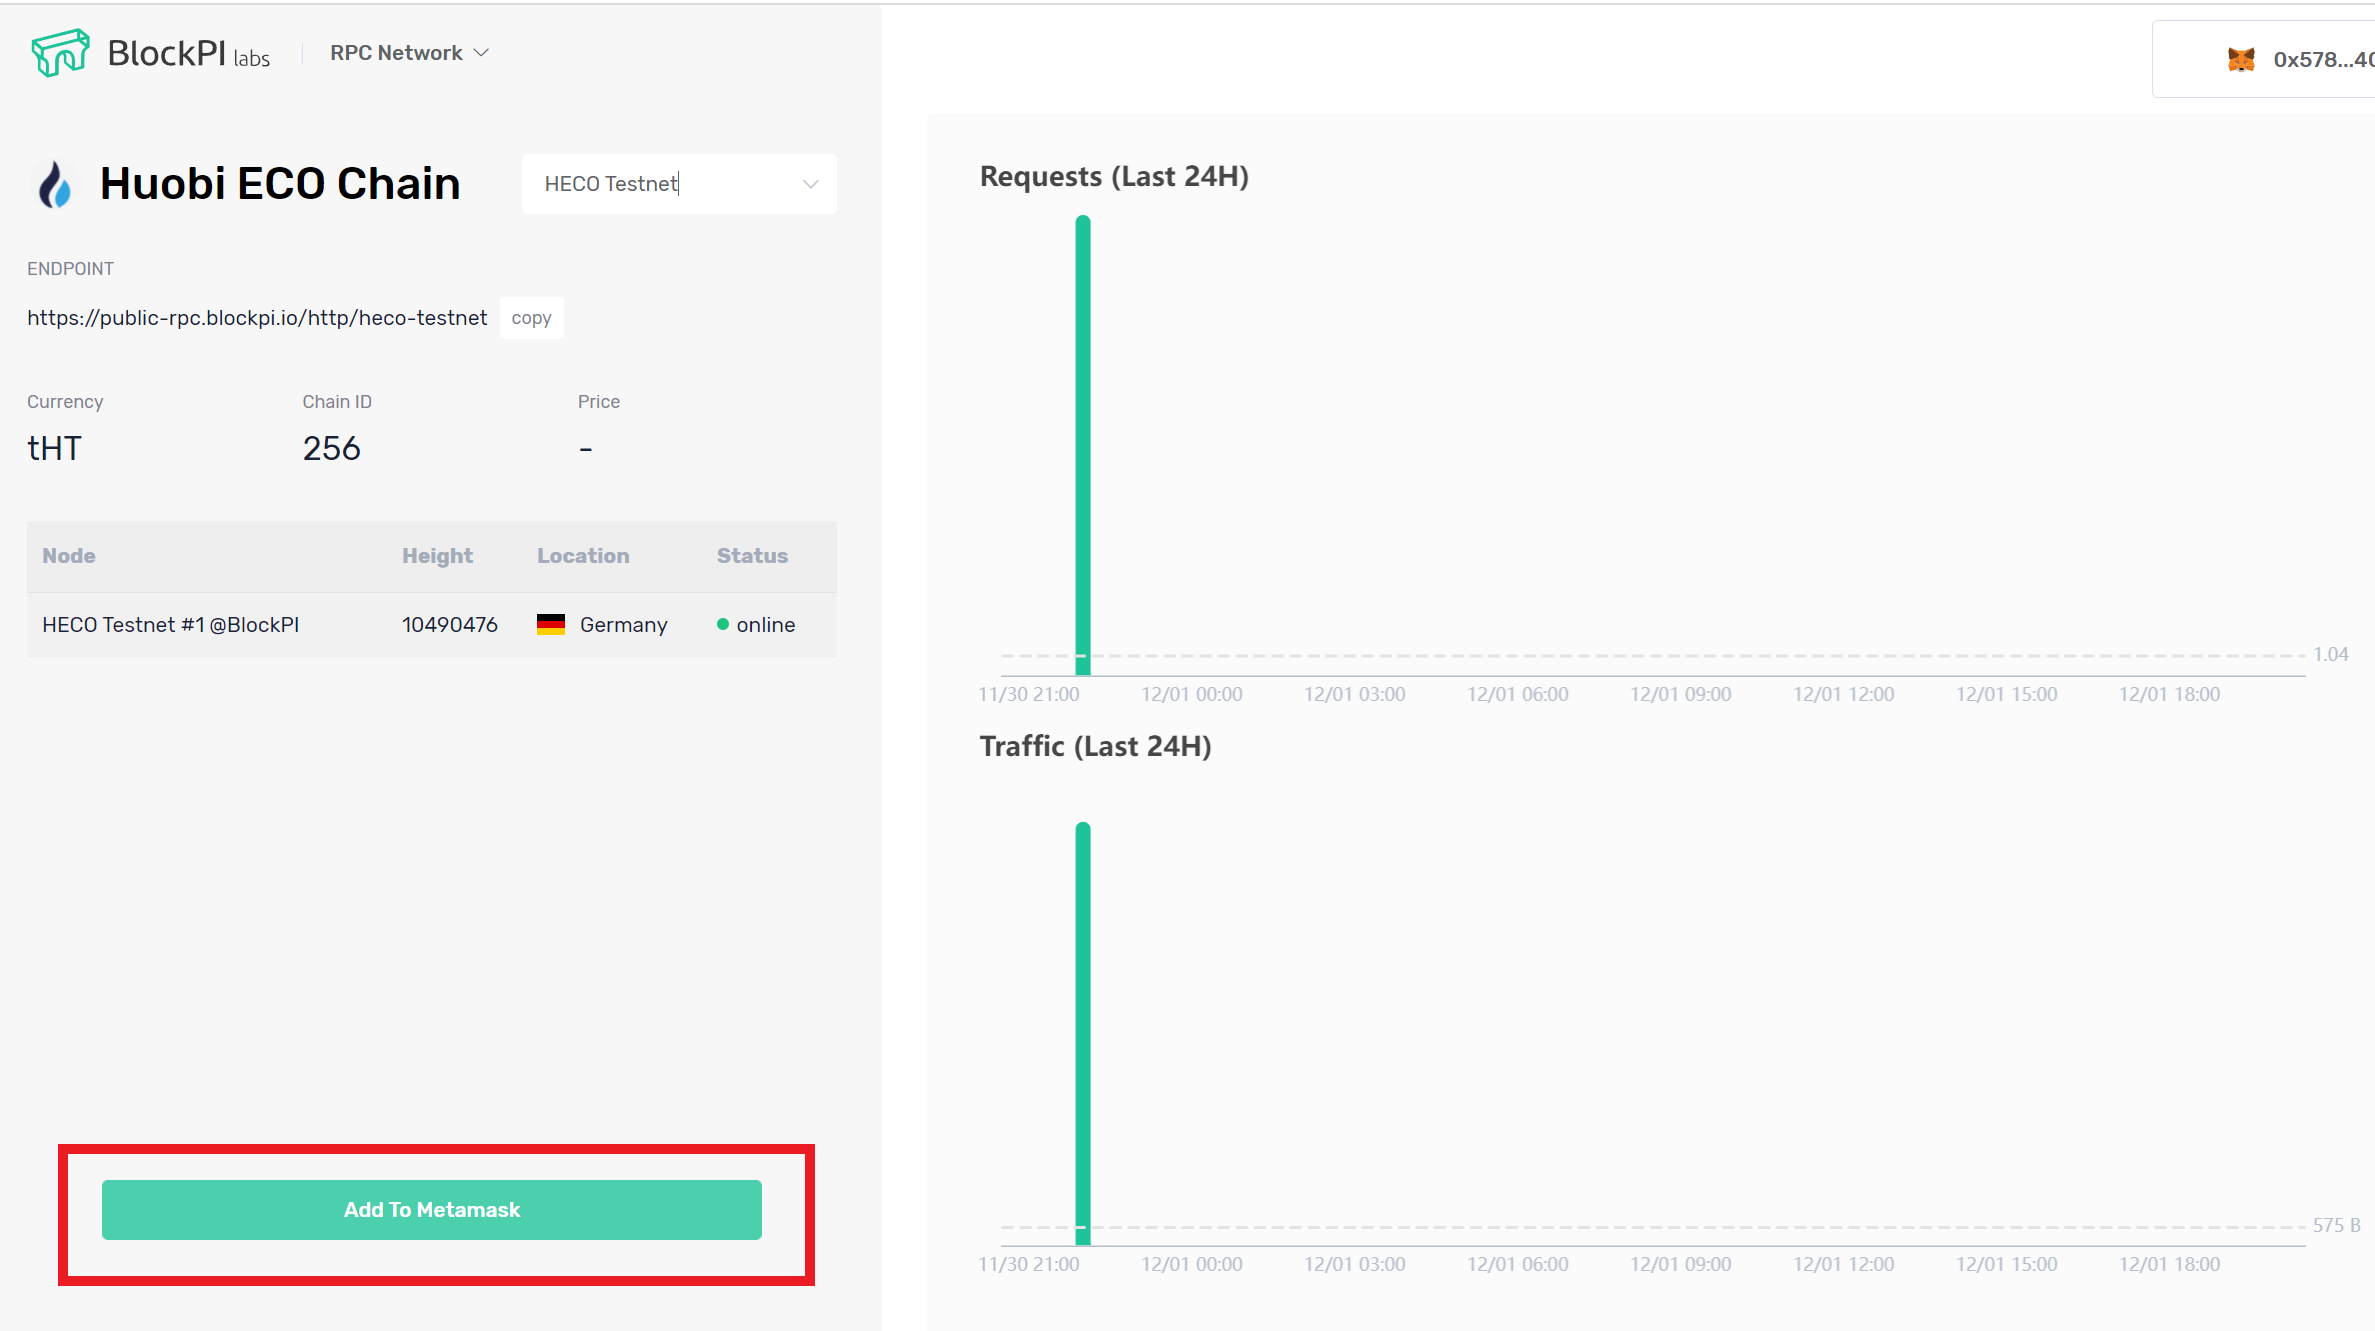 BlockPI labs
RPC Network
0x578...40
Huobi ECO Chain
HECO Testnet
ENDPOINT
https://public-rpc.blockpi.io/http/heco-testnet copy
Currency Chain ID Price
tHT 256 -
Node Height Location Status
HECO Testnet #1 @BlockPI 10490476 Germany online
Add To Metamask
Requests (Last 24H)
1.04
11/30 21:00 12/01 00:00 12/01 03:00 12/01 06:00 12/01 09:00 12/01 12:00 12/01 15:00 12/01 18:00
Traffic (Last 24H)
575 B
11/30 21:00 12/01 00:00 12/01 03:00 12/01 06:00 12/01 09:00 12/01 12:00 12/01 15:00 12/01 18:00